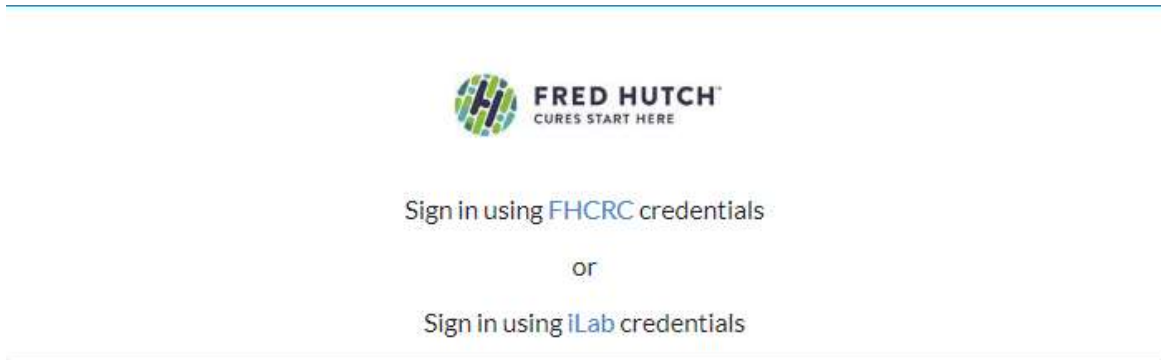 FRED HUTCH
CURES START HERE
Sign in using FHCRC credentials
or
Sign in using iLab credentials